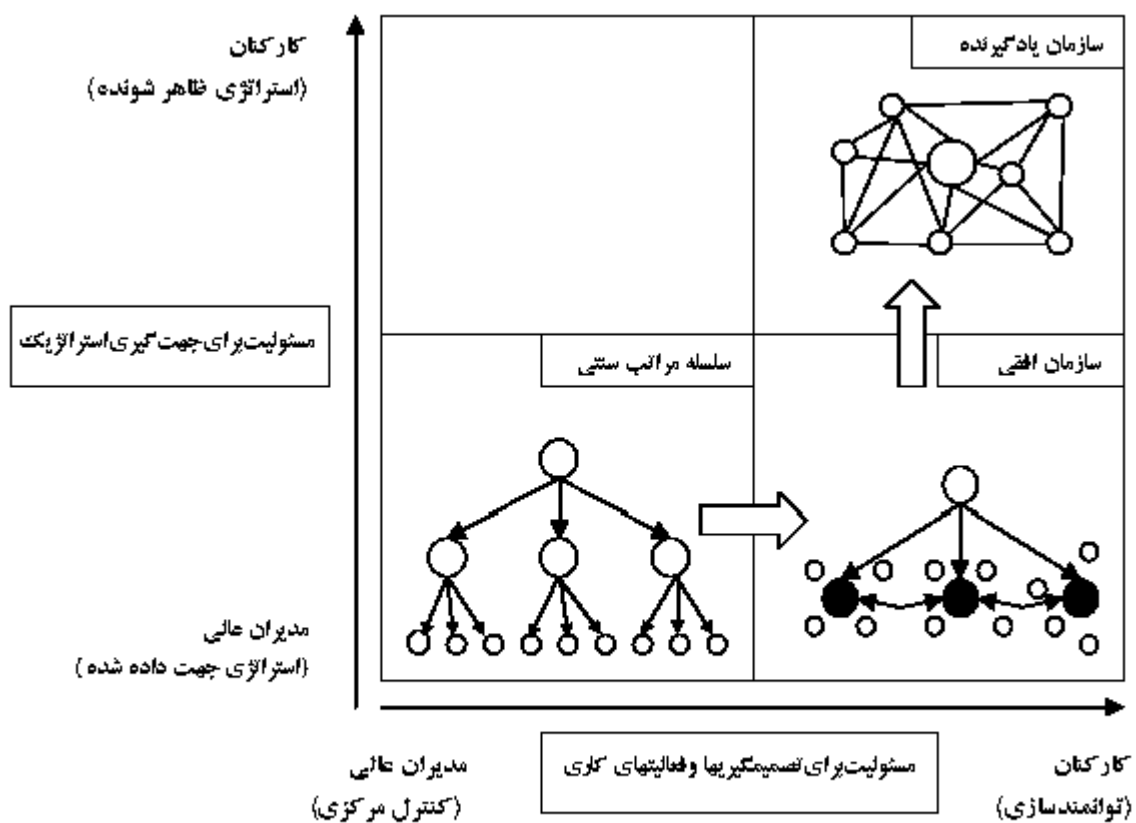 کارکنان
(استراتژی ظاهر شونده)
سازمان یادگیرنده
مسئولیت برای جهت گیری استراتژیک
سلسله مراتب سنتی
سازمان افقی
مدیران عالی
(استراتژی جهت داده شده)
کارکنان
(توانمندسازی)
مسئولیت برای تصمیمگیریها و فعالیتهای کاری
مدیران عالی
(کنترل مرکزی)